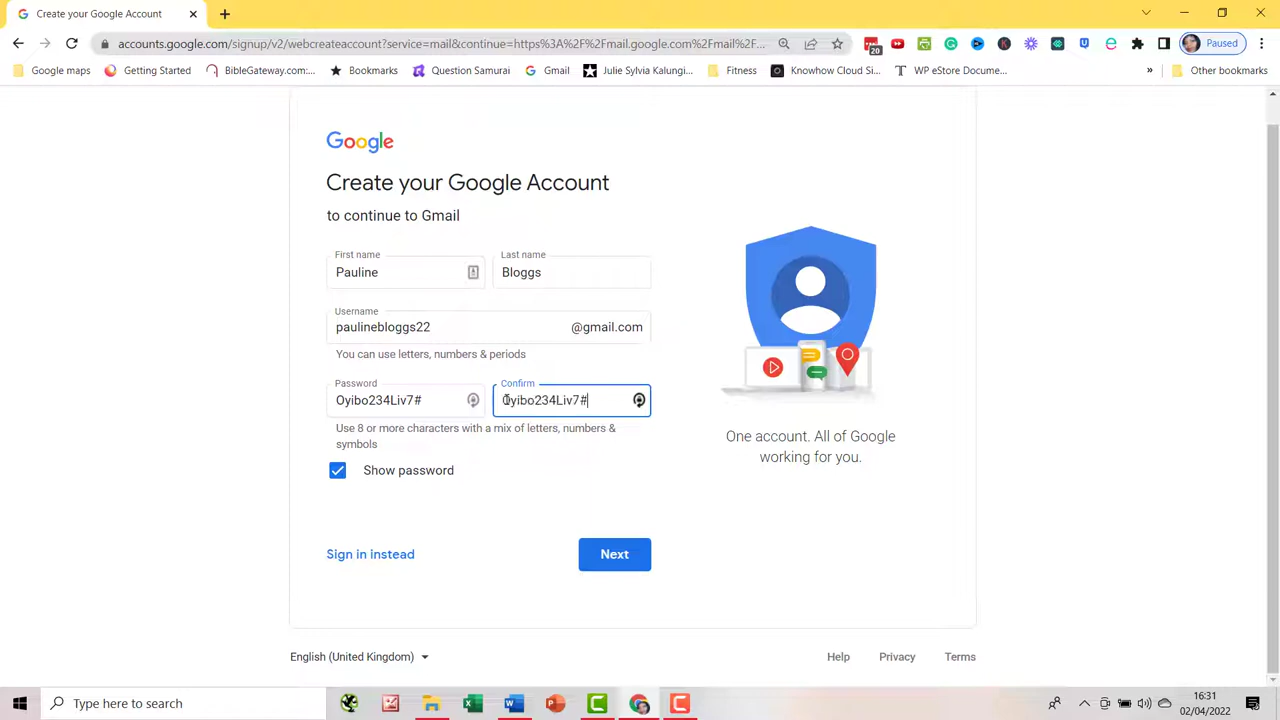 Create your Google Account
accounts.google.com/signup/v2/webcreateaccount?service=mail&continue=https%3A%2F%2Fmail.google.com%2Fmail%2F...
20
Paused
Google maps
Getting Started
BibleGateway.com:...
Bookmarks
Question Samurai
Gmail
Julie Sylvia Kalungi...
Fitness
Knowhow Cloud Si...
WP eStore Docume...
»
Other bookmarks
Google
Create your Google Account
to continue to Gmail
First name
Last name
Pauline
Bloggs
Username
paulinebloggs22
@gmail.com
You can use letters, numbers & periods
Password
Confirm
Oyibo234Liv7#
Oyibo234Liv7#
Use 8 or more characters with a mix of letters, numbers &
symbols
Show password
Sign in instead
Next
One account. All of Google
working for you.
English (United Kingdom)
Help
Privacy
Terms
Type here to search
16:31
02/04/2022